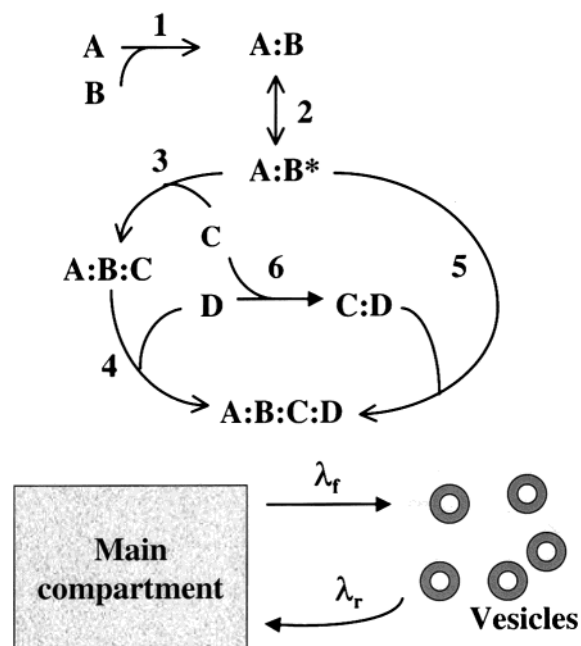 1
A
A:B
B
2
3
A:B*
C
A:B:C
6
5
D
C:D
4
A:B:C:D
λf
Main
compartment
λr
Vesicles